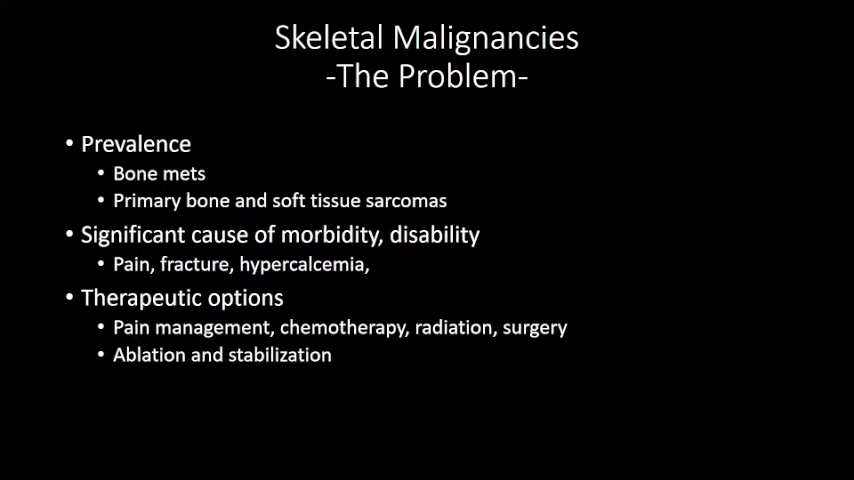 Skeletal Malignancies
-The Problem-
• Prevalence
• Bone mets
• Primary bone and soft tissue sarcomas
• Significant cause of morbidity, disability
• Pain, fracture, hypercalcemia,
• Therapeutic options
• Pain management, chemotherapy, radiation, surgery
• Ablation and stabilization